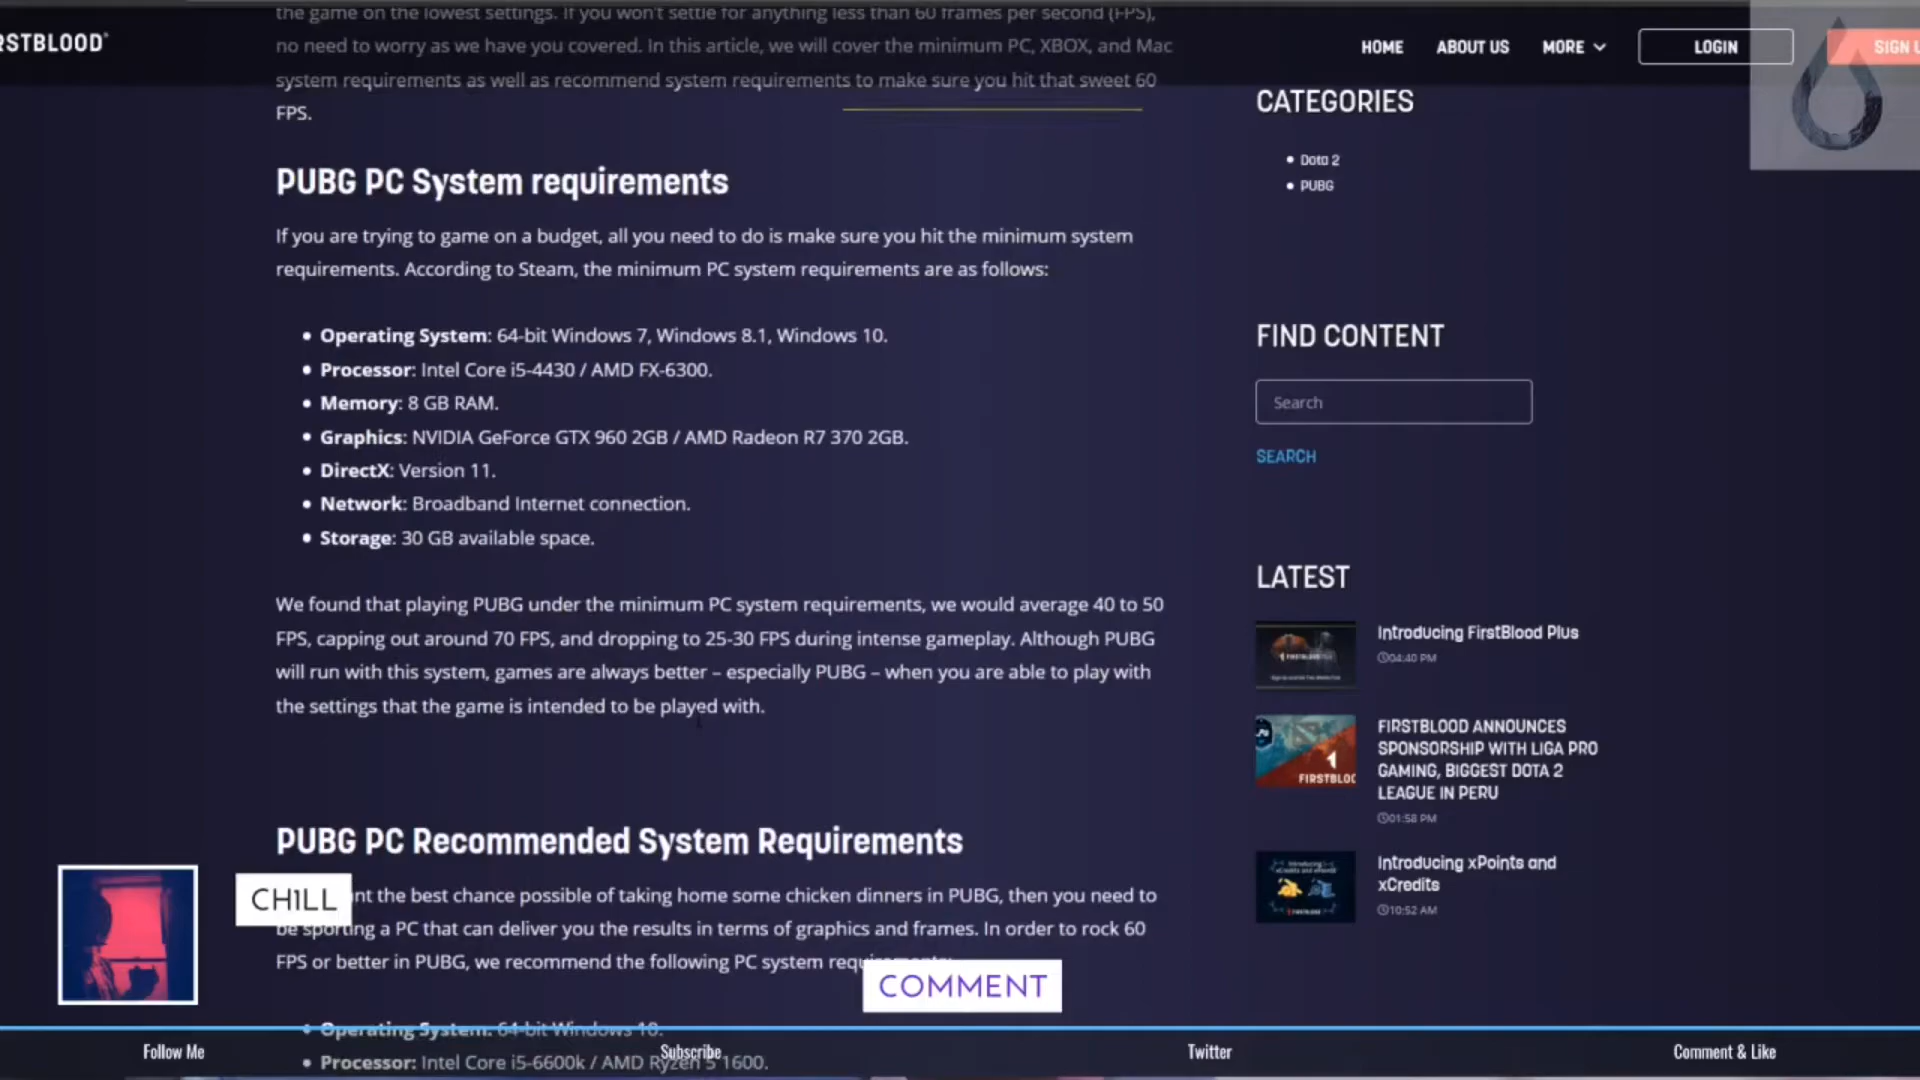 the game on the lowest settings. If you won't settle for anything less than 60 frames per second (FPS),
no need to worry as we have you covered. In this article, we will cover the minimum PC, XBOX, and Mac
system requirements as well as recommend system requirements to make sure you hit that sweet 60
FPS.
RSTBLOOD
HOME
ABOUT US
MORE
LOGIN
SIGN U
PUBG PC System requirements
If you are trying to game on a budget, all you need to do is make sure you hit the minimum system
requirements. According to Steam, the minimum PC system requirements are as follows:
• Operating System: 64-bit Windows 7, Windows 8.1, Windows 10.
• Processor: Intel Core i5-4430 / AMD FX-6300.
• Memory: 8 GB RAM.
• Graphics: NVIDIA GeForce GTX 960 2GB / AMD Radeon R7 370 2GB.
• DirectX: Version 11.
• Network: Broadband Internet connection.
• Storage: 30 GB available space.
We found that playing PUBG under the minimum PC system requirements, we would average 40 to 50
FPS, capping out around 70 FPS, and dropping to 25-30 FPS during intense gameplay. Although PUBG
will run with this system, games are always better – especially PUBG – when you are able to play with
the settings that the game is intended to be played with.
PUBG PC Recommended System Requirements
nt the best chance possible of taking home some chicken dinners in PUBG, then you need to
be sporting a PC that can deliver you the results in terms of graphics and frames. In order to rock 60
FPS or better in PUBG, we recommend the following PC system requirements:
• Operating System: 64-bit Windows 10.
• Processor: Intel Core i5-6600k / AMD Ryzen 5 1600.
CATEGORIES
• Dota 2
• PUBG
FIND CONTENT
Search
SEARCH
LATEST
Introducing FirstBlood Plus
04:40 PM
FIRSTBLOOD ANNOUNCES
SPONSORSHIP WITH LIGA PRO
GAMING, BIGGEST DOTA 2
LEAGUE IN PERU
01:58 PM
FIRSTBLOO
Introducing xPoints and
xCredits
10:52 AM
CH1LL
COMMENT
Follow Me
Subscribe
Twitter
Comment & Like